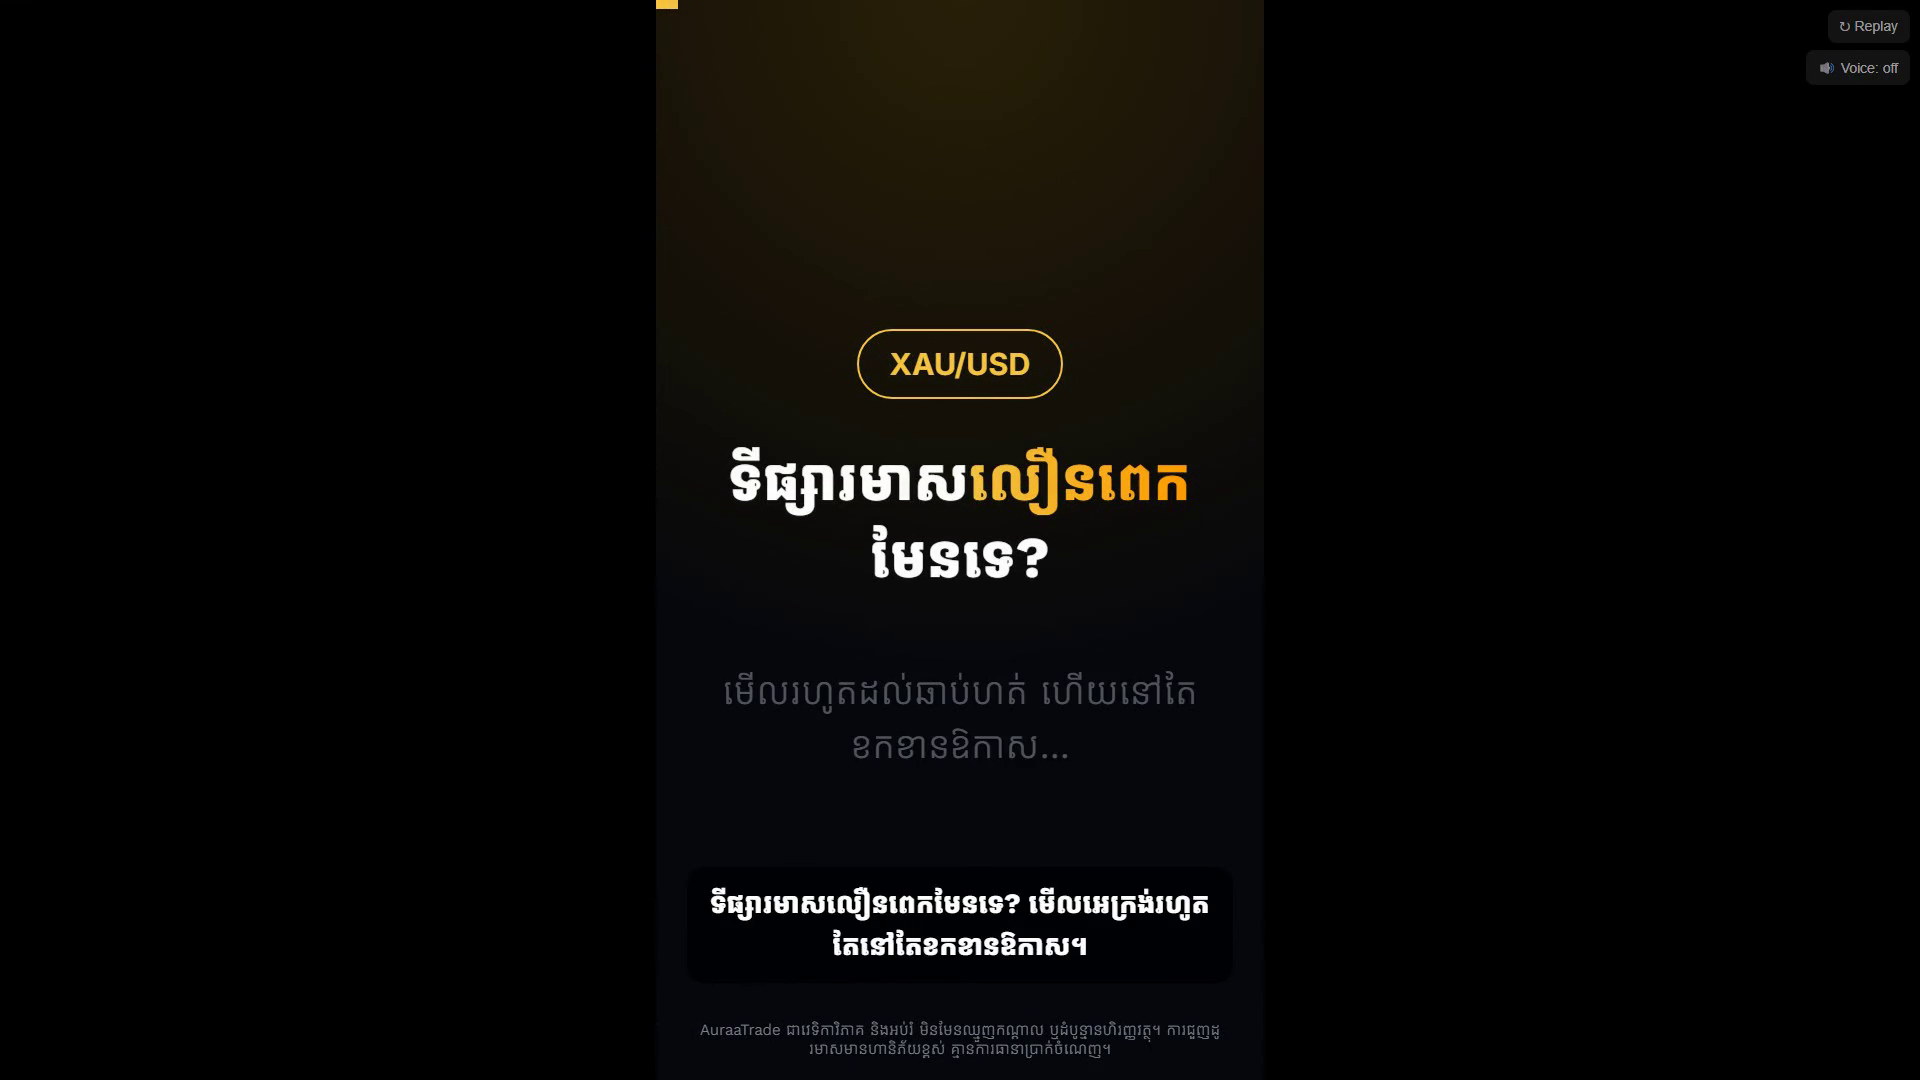 ↻ Replay
🔊 Voice: off
XAU/USD
ទីផ្សារមាសលឿនពេក
មែនទេ?
មើលរហូតដល់ឆាប់ហត់ ហើយនៅតែ
ខកខានឱកាស...
ទីផ្សារមាសលឿនពេកមែនទេ? មើលអេក្រង់រហូត
តែនៅតែខកខានឱកាស។
AuraaTrade ជាវេទិកាវិភាគ និងអប់រំ មិនមែនឈ្មួញកណ្តាល ឬដំបូន្មានហិរញ្ញវត្ថុ។ ការជួញដូ
រមាសមានហានិភ័យខ្ពស់ គ្មានការធានាប្រាក់ចំណេញ។